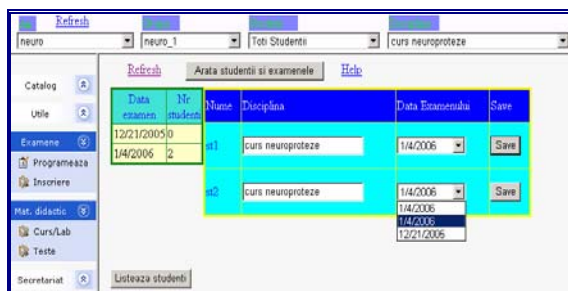 Refresh
neuro neuro_1 Toti Studentii curs neuroproteze
Refresh Arata studentii si examenele Help
Catalog
Utile
Examene
Programeaza
Inscriere
Mat. didactic
Curs/Lab
Teste
Secretariat
Data examen Nr studenti
12/21/2005 0
1/4/2006 2
Nume Disciplina Data Examenului Save
st1 curs neuroproteze 1/4/2006 Save
st2 curs neuroproteze 1/4/2006 Save
1/4/2006
1/4/2006
12/21/2005
Listeaza studenti